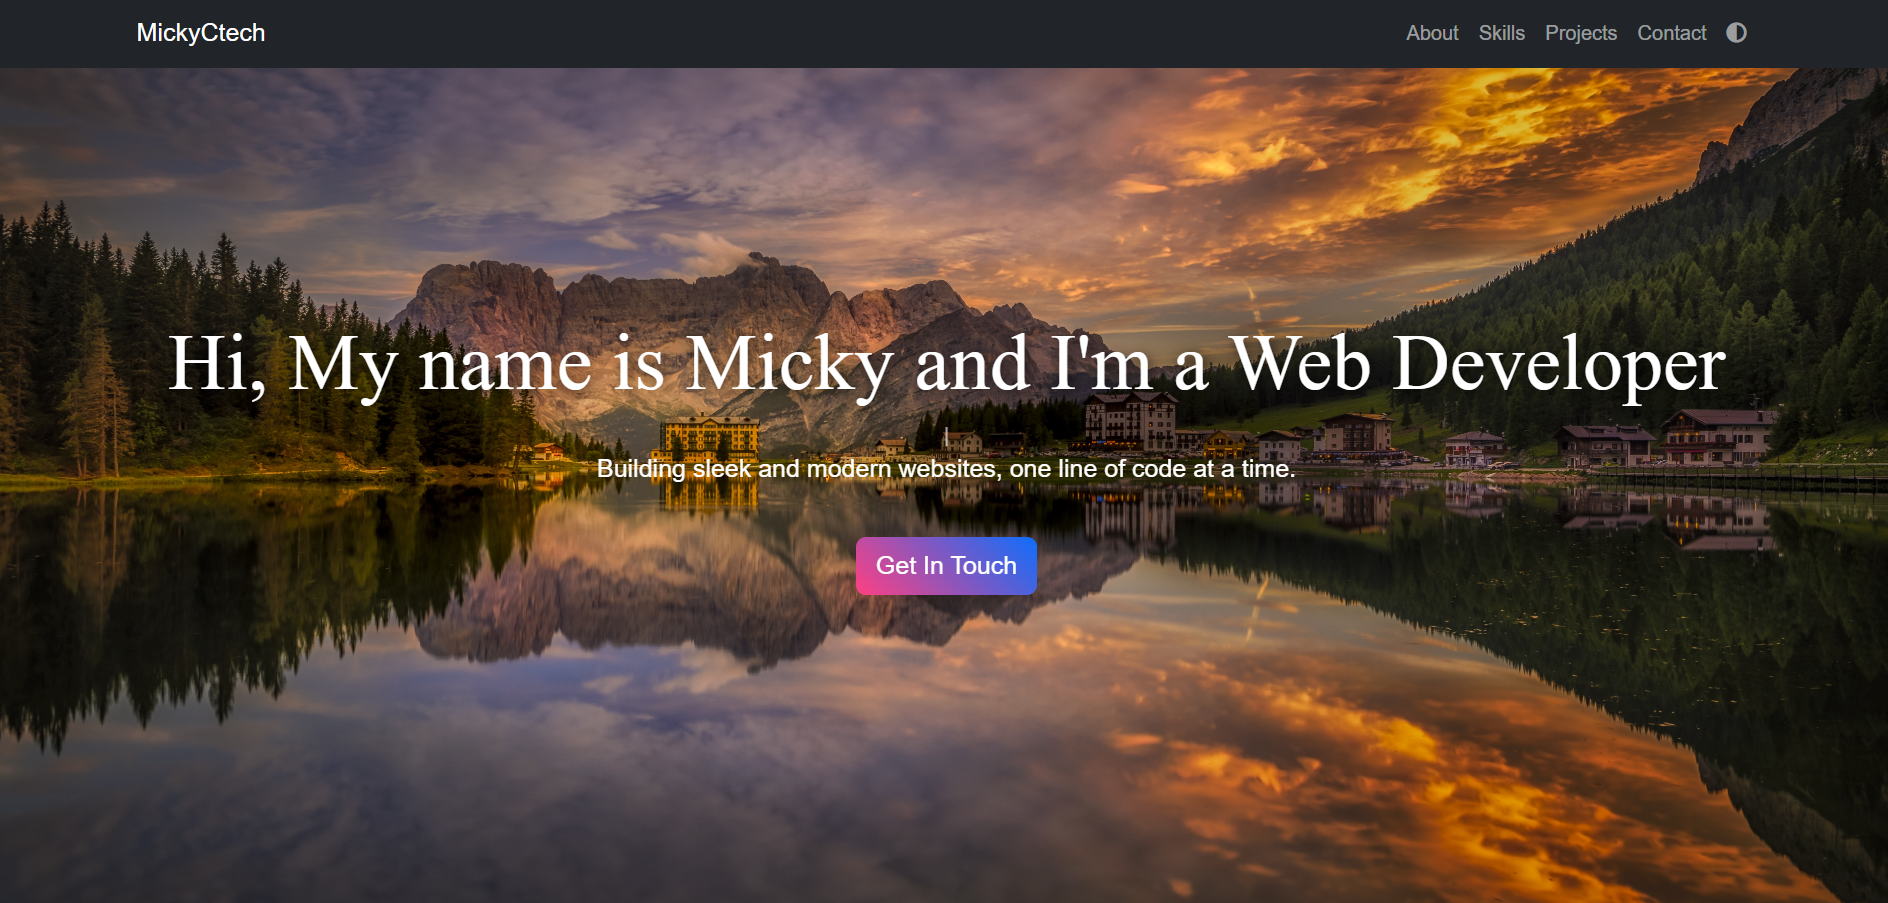 MickyCtech
About Skills Projects Contact
Hi, My name is Micky and I'm a Web Developer
Building sleek and modern websites, one line of code at a time.
Get In Touch